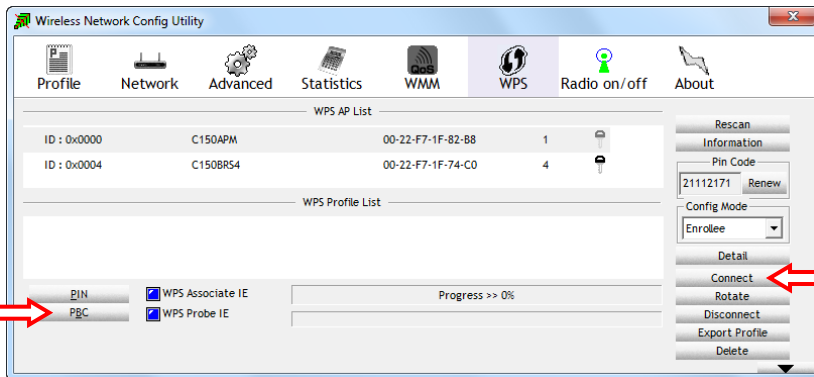 Wireless Network Config Utility
Profile Network Advanced Statistics QoS WMM WPS Radio on/off About
WPS AP List
ID : 0x0000 C150APM 00-22-F7-1F-82-B8 1
ID : 0x0004 C150BRS4 00-22-F7-1F-74-C0 4
WPS Profile List
Rescan
Information
Pin Code
21112171 Renew
Config Mode
Enrollee
Detail
Connect
Rotate
Disconnect
Export Profile
Delete
PIN WPS Associate IE Progress >> 0%
PBC WPS Probe IE